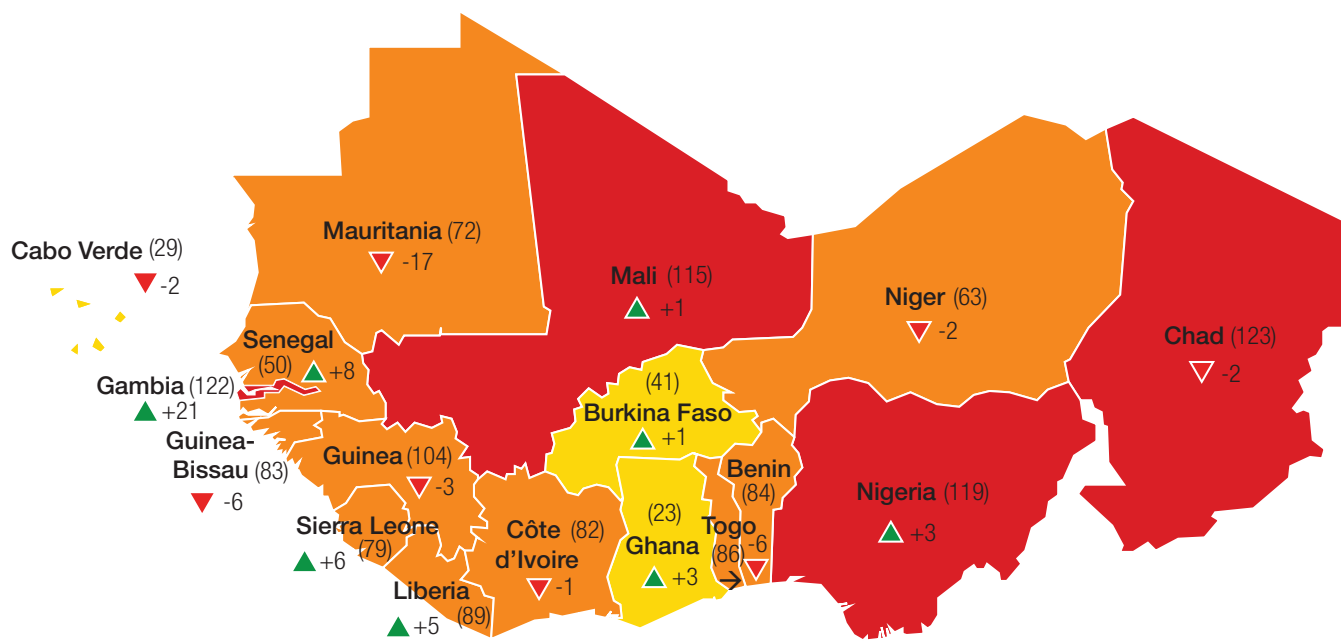 Mauritania (72)
-17
Cabo Verde (29)
-2
Mali (115)
+1
Niger (63)
-2
Chad (123)
-2
Senegal
(50)
+8
Gambia (122)
+21
(41)
Burkina Faso
+1
Guinea-
Bissau (83)
-6
Guinea (104)
-3
Benin
(84)
-6
Nigeria (119)
+3
Sierra Leone
(79)
+6
Côte (82)
d'Ivoire
-1
(23)
Ghana
+3
Togo
(86)
→
Liberia
(89)
+5